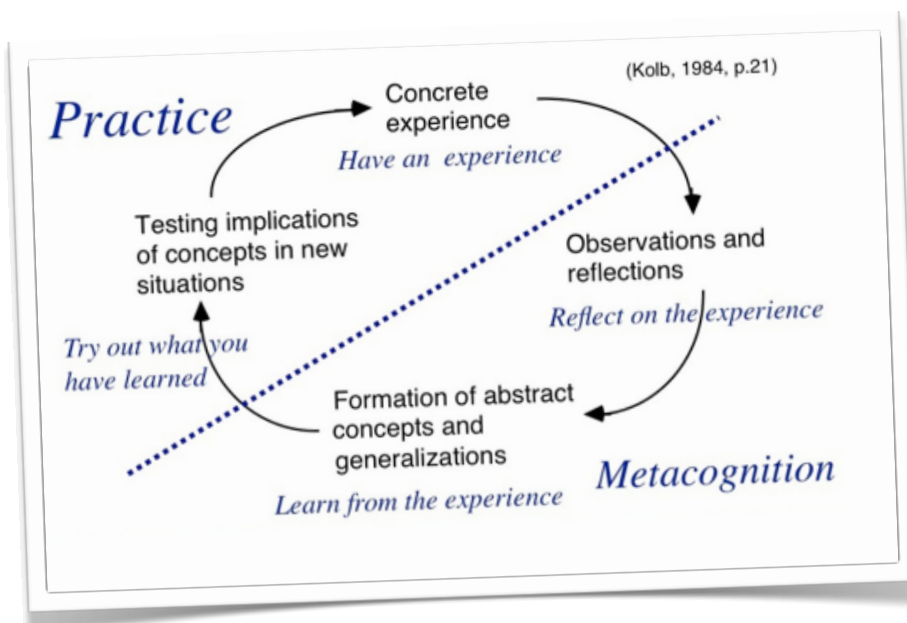 (Kolb, 1984, p.21)
Practice
Concrete
experience
Have an experience
Testing implications
of concepts in new
situations
Observations and
reflections
Reflect on the experience
Try out what you
have learned
Formation of abstract
concepts and
generalizations
Learn from the experience
Metacognition